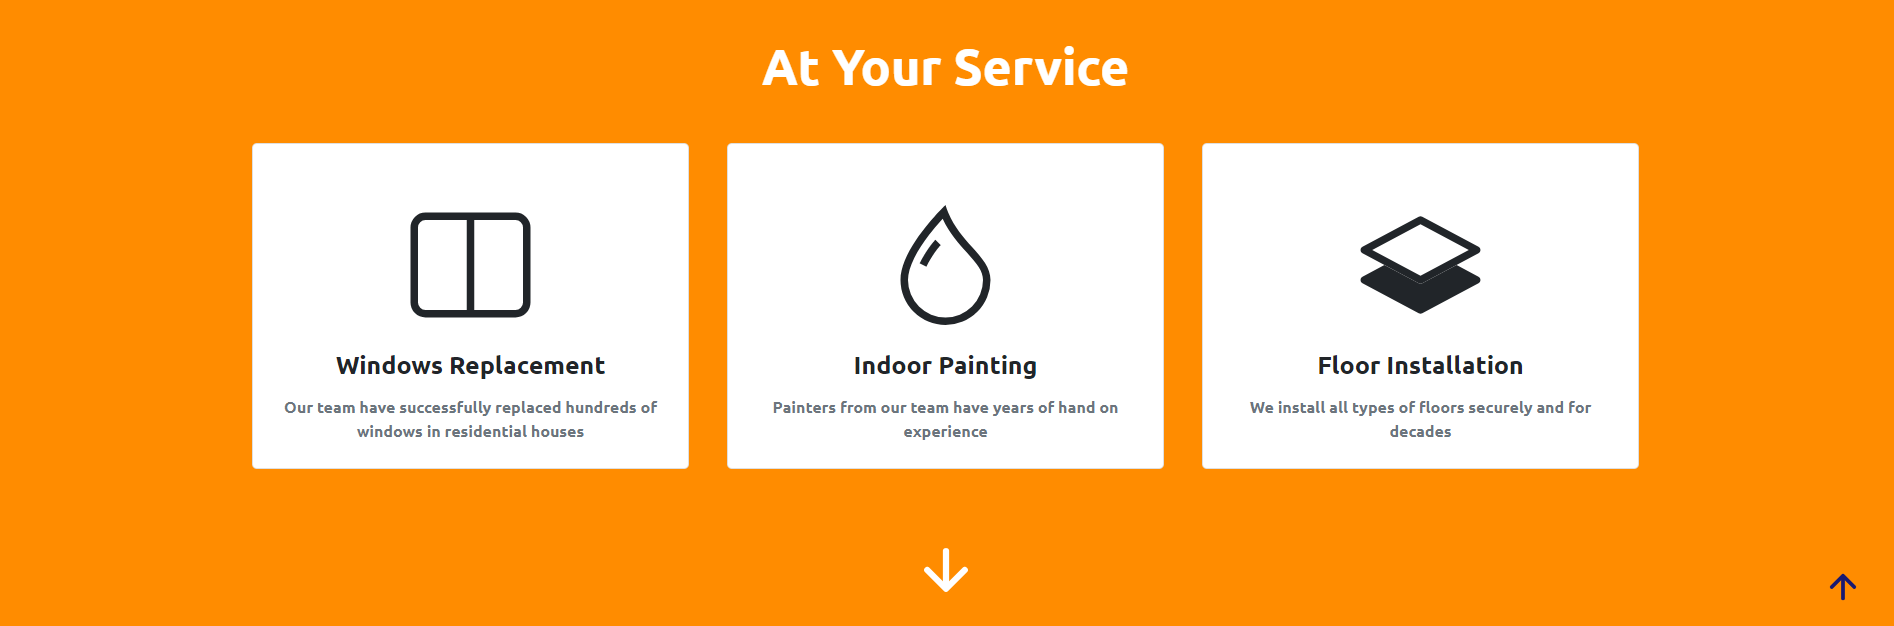 At Your Service
Windows Replacement
Our team have successfully replaced hundreds of
windows in residential houses
Indoor Painting
Painters from our team have years of hand on
experience
Floor Installation
We install all types of floors securely and for
decades